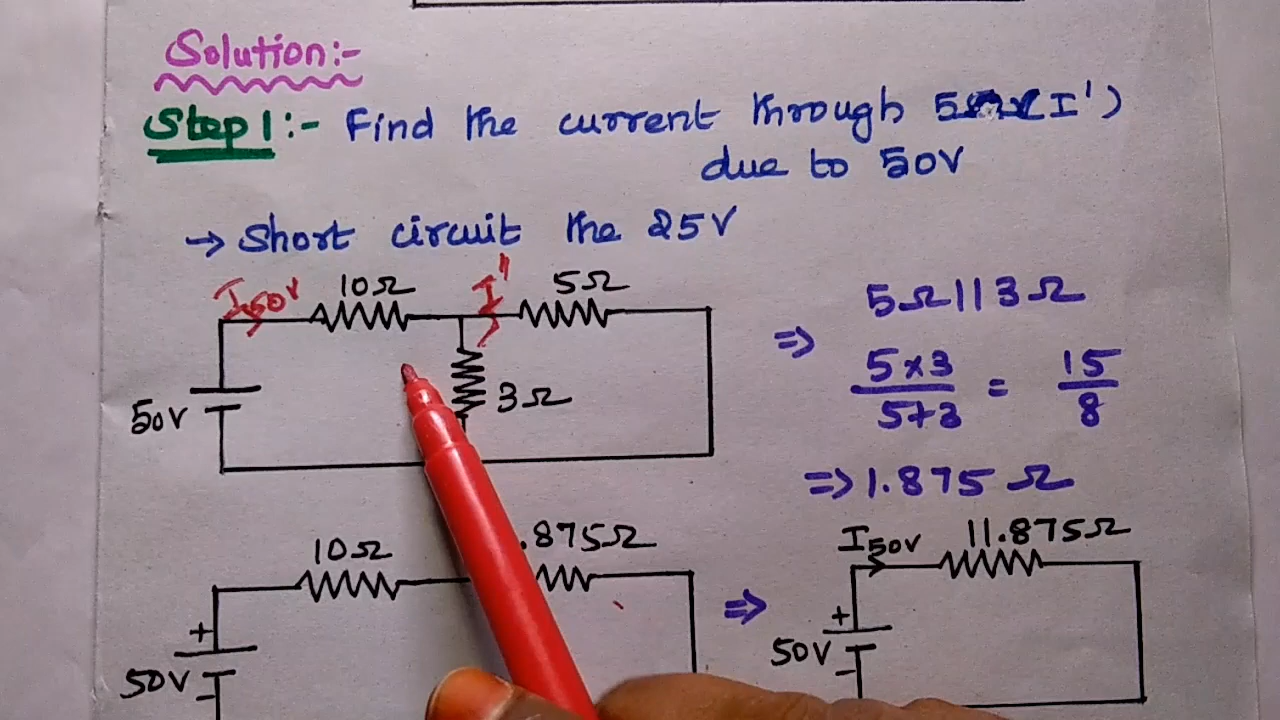 Solution:-
Step 1:- Find the current through 5Ω (I')
due to 50V
→ Short circuit the 25V
I50V 10Ω I' 5Ω
50V 3Ω
5Ω||3Ω
⇒ 5×3/5+3 = 15/8
⇒ 1.875Ω
10Ω .875Ω
+ 50V -
⇒
I50V 11.875Ω
+ 50V -